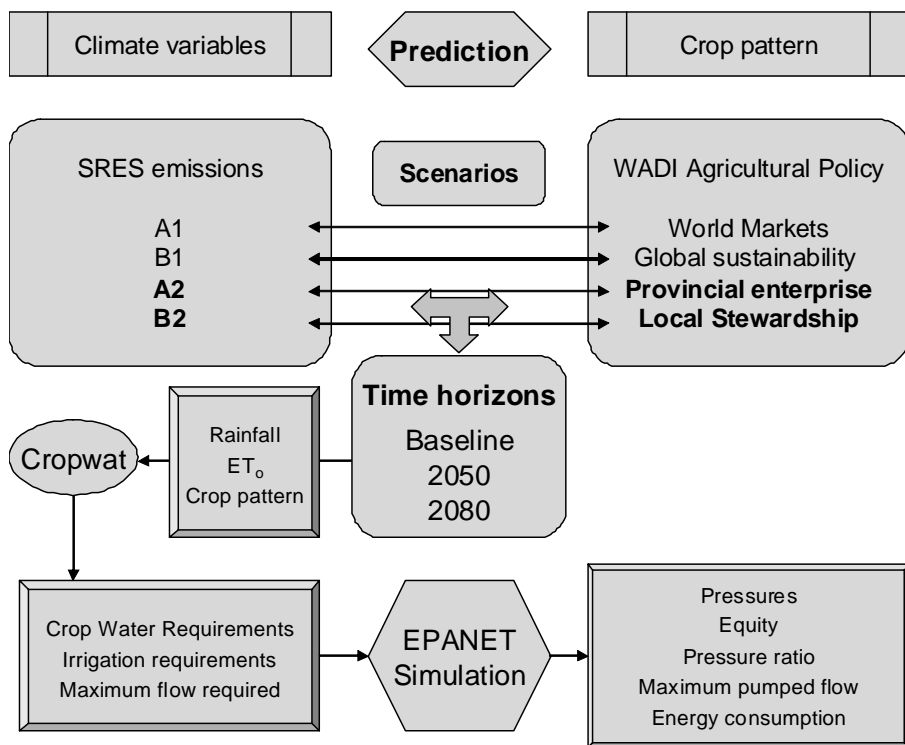 Climate variables
Prediction
Crop pattern
SRES emissions
Scenarios
WADI Agricultural Policy
A1
World Markets
B1
Global sustainability
A2
Provincial enterprise
B2
Local Stewardship
Time horizons
Baseline
2050
2080
Rainfall
ETo
Crop pattern
Cropwat
Crop Water Requirements
Irrigation requirements
Maximum flow required
EPANET
Simulation
Pressures
Equity
Pressure ratio
Maximum pumped flow
Energy consumption